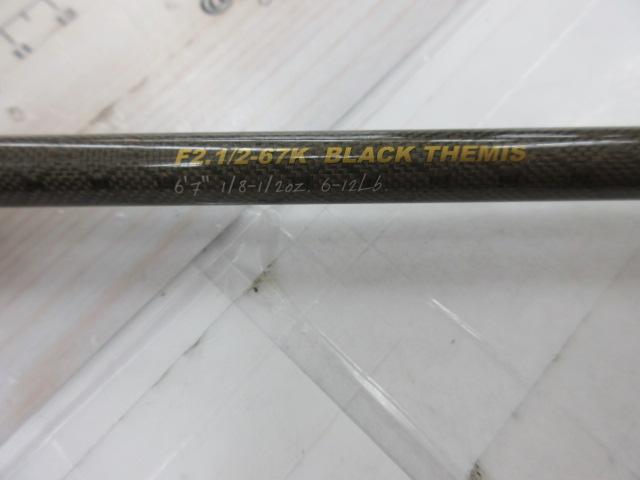 F2.1/2-67K BLACK THEMIS
6'7" 1/8-1/2oz. 6-12Lb.